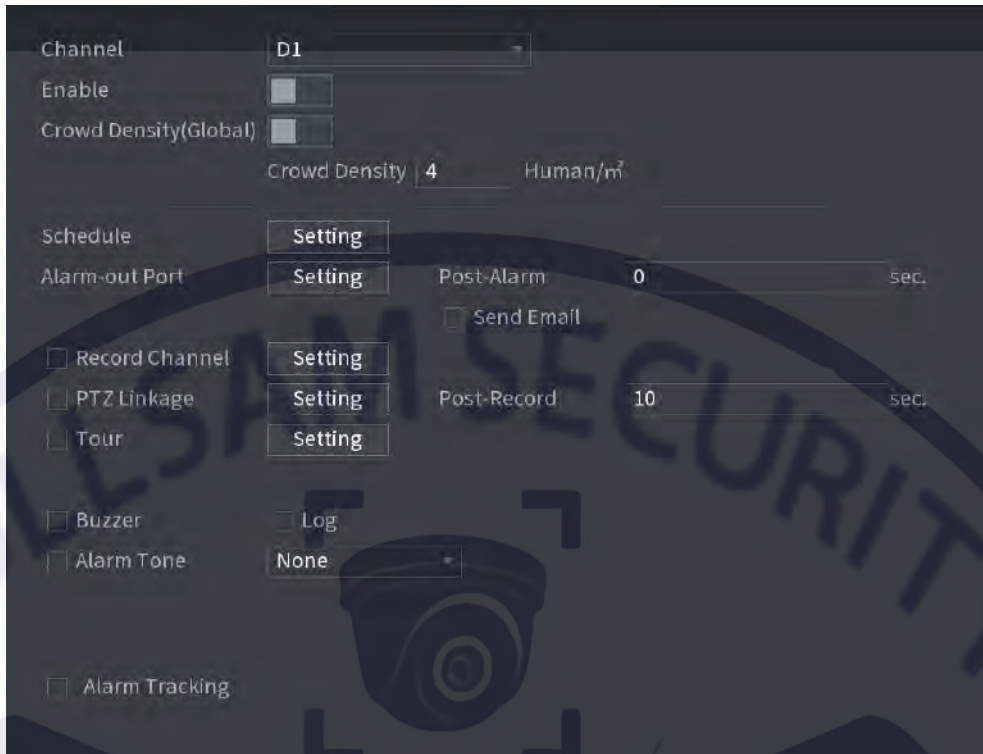 Channel D1
Enable
Crowd Density(Global)
Crowd Density 4 Human/㎡
Schedule Setting
Alarm-out Port Setting Post-Alarm 0 sec.
Send Email
Record Channel Setting
PTZ Linkage Setting Post-Record 10 sec.
Tour Setting
Buzzer Log
Alarm Tone None
Alarm Tracking
LLSAM SECURITY